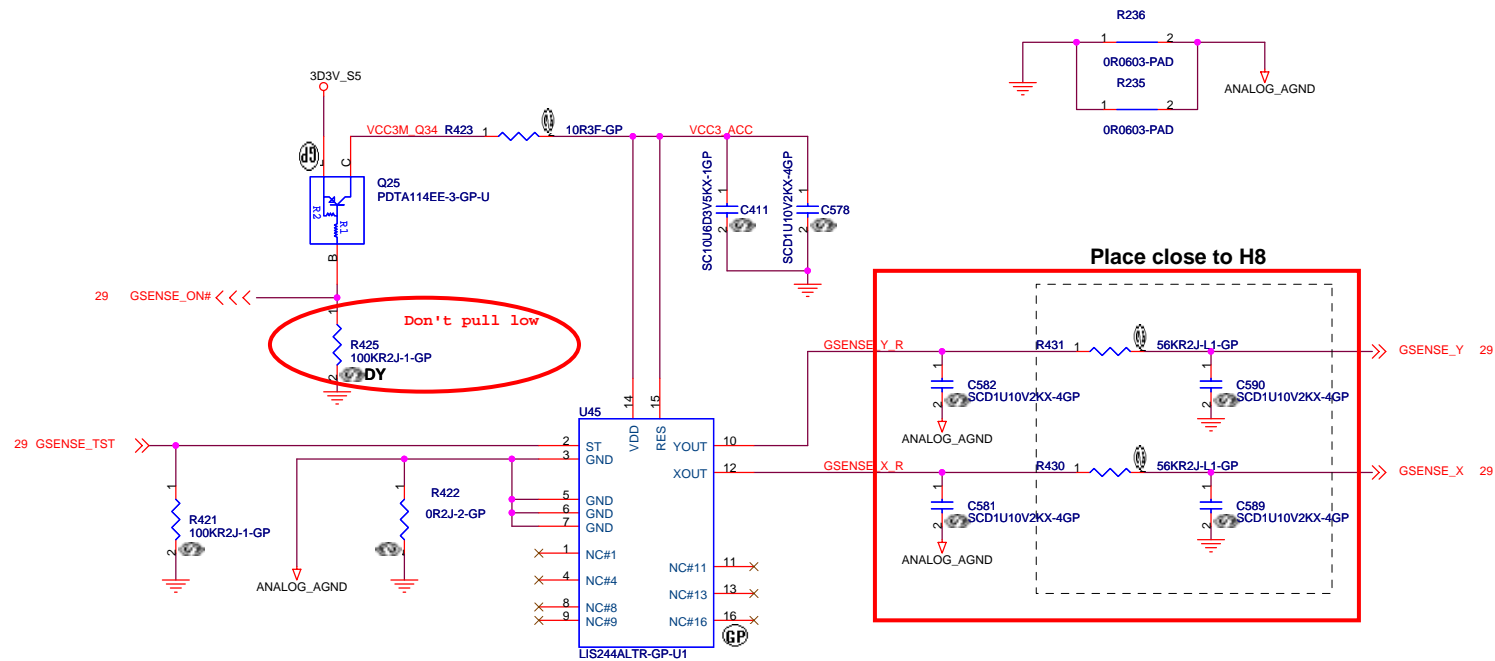 R236
1 2
0R0603-PAD
R235
1 2
0R0603-PAD
ANALOG_AGND
3D3V_S5
VCC3M_Q34 R423 1 10R3F-GP VCC3_ACC
GP
C
Q25
PDTA114EE-3-GP-U
R2
R1
B
SC10U6D3V5KX-1GP
1
C411
2
SCD1U10V2KX-4GP
1
C578
2
Place close to H8
29 GSENSE_ON#
Don't pull low
1
R425
100KR2J-1-GP
2
DY
GSENSE_Y_R R431 1 56KR2J-L1-GP GSENSE_Y 29
1
C582
SCD1U10V2KX-4GP
2
ANALOG_AGND
1
C590
SCD1U10V2KX-4GP
2
GSENSE_X_R R430 1 56KR2J-L1-GP GSENSE_X 29
1
C581
SCD1U10V2KX-4GP
2
ANALOG_AGND
1
C589
SCD1U10V2KX-4GP
2
U45
14 15
VDD RES
29 GSENSE_TST
2 ST
3 GND
5 GND
6 GND
7 GND
1 NC#1
4 NC#4
8 NC#8
9 NC#9
YOUT 10
XOUT 12
NC#11 11
NC#13 13
NC#16 16
GP
LIS244ALTR-GP-U1
1
R421
100KR2J-1-GP
2
ANALOG_AGND
1
R422
0R2J-2-GP